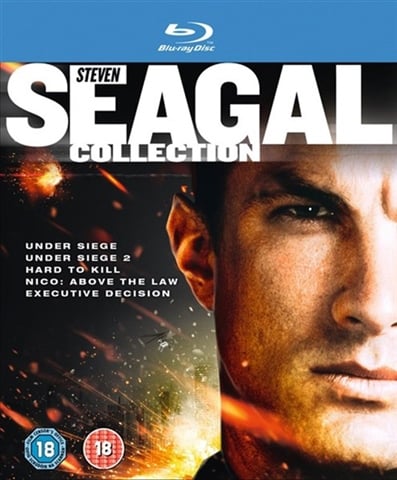 Blu-ray Disc
STEVEN
SEAGAL
COLLECTION
UNDER SIEGE
UNDER SIEGE 2
HARD TO KILL
NICO: ABOVE THE LAW
EXECUTIVE DECISION
18
18